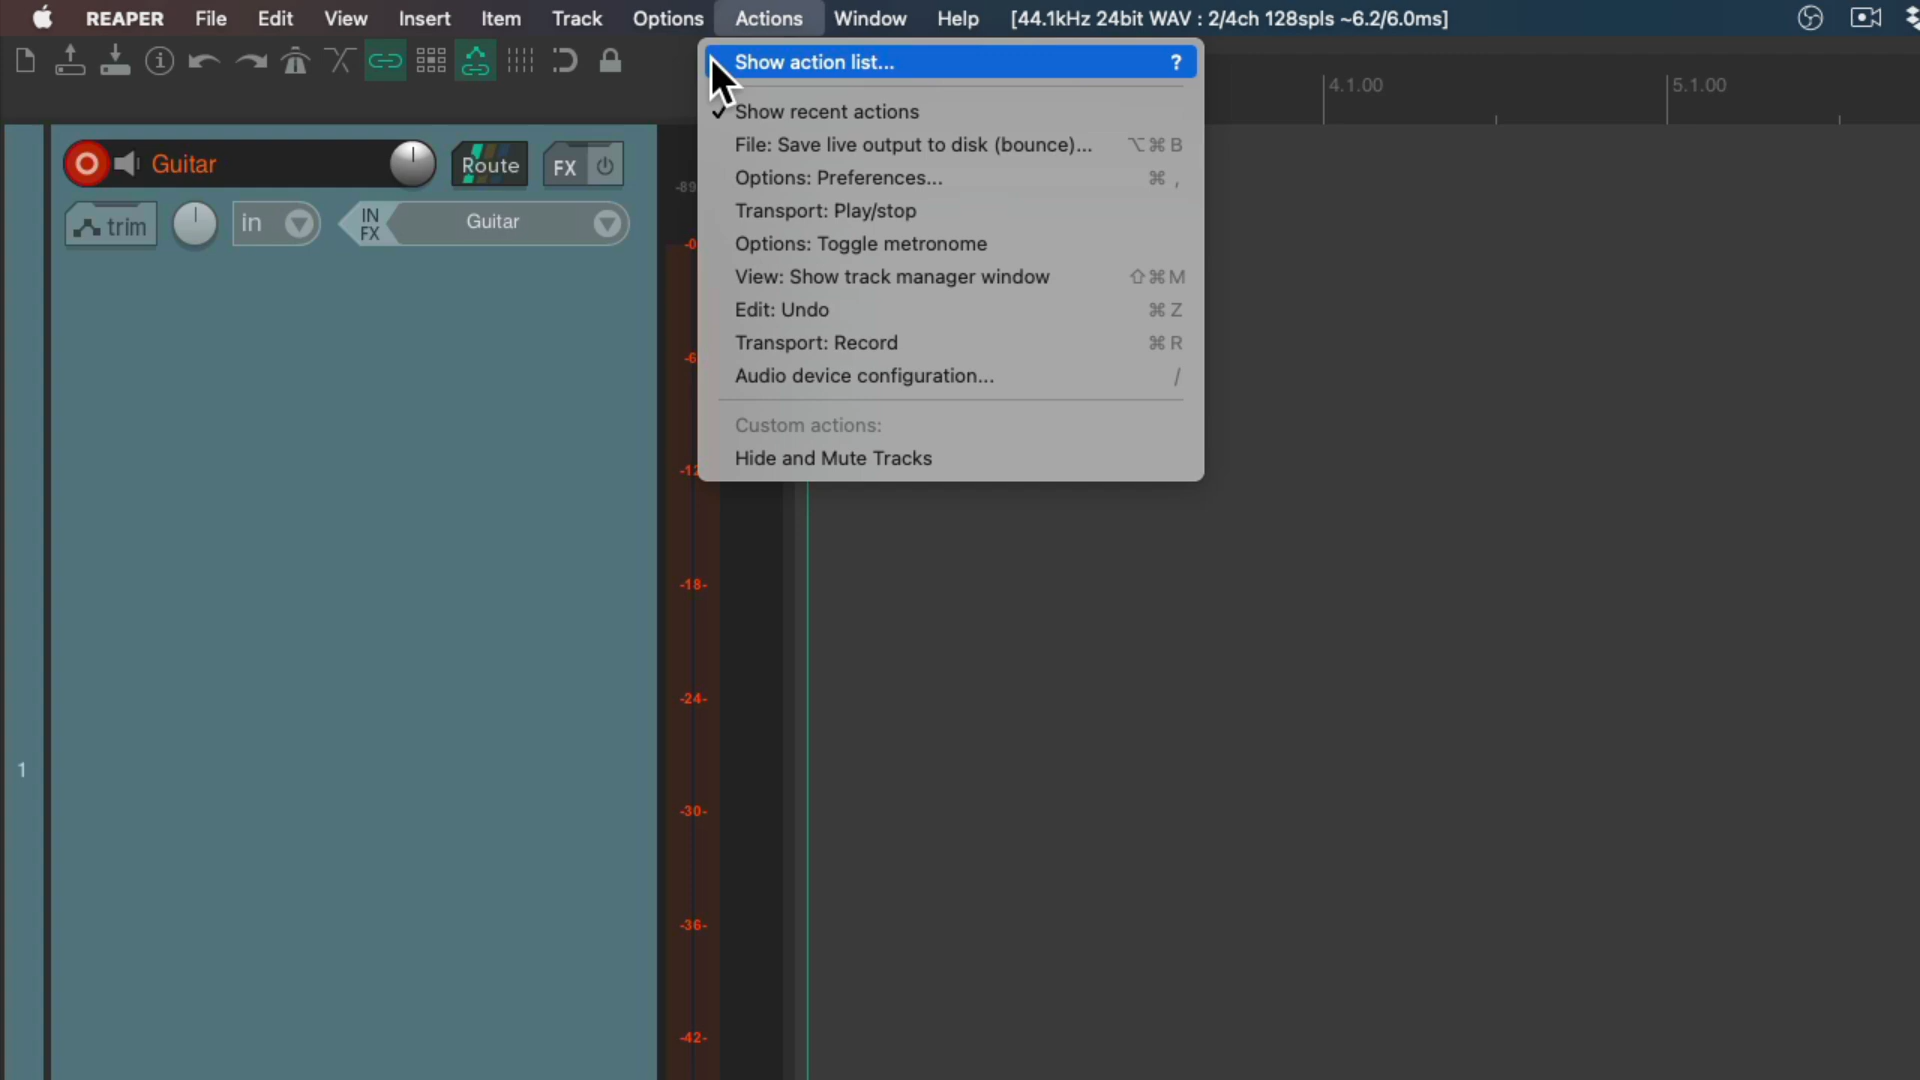 REAPER File Edit View Insert Item Track Options Actions Window Help [44.1kHz 24bit WAV : 2/4ch 128spls ~6.2/6.0ms]
Show action list... ?
Show recent actions
File: Save live output to disk (bounce)... ⌥⌘B
Options: Preferences... ⌘,
Transport: Play/stop
Options: Toggle metronome
View: Show track manager window ⇧⌘M
Edit: Undo ⌘Z
Transport: Record ⌘R
Audio device configuration... /
Custom actions:
Hide and Mute Tracks
4.1.00 5.1.00
Guitar Route FX
trim in IN FX Guitar
1
-89
-0
-6
-12
-18-
-24-
-30-
-36-
-42-